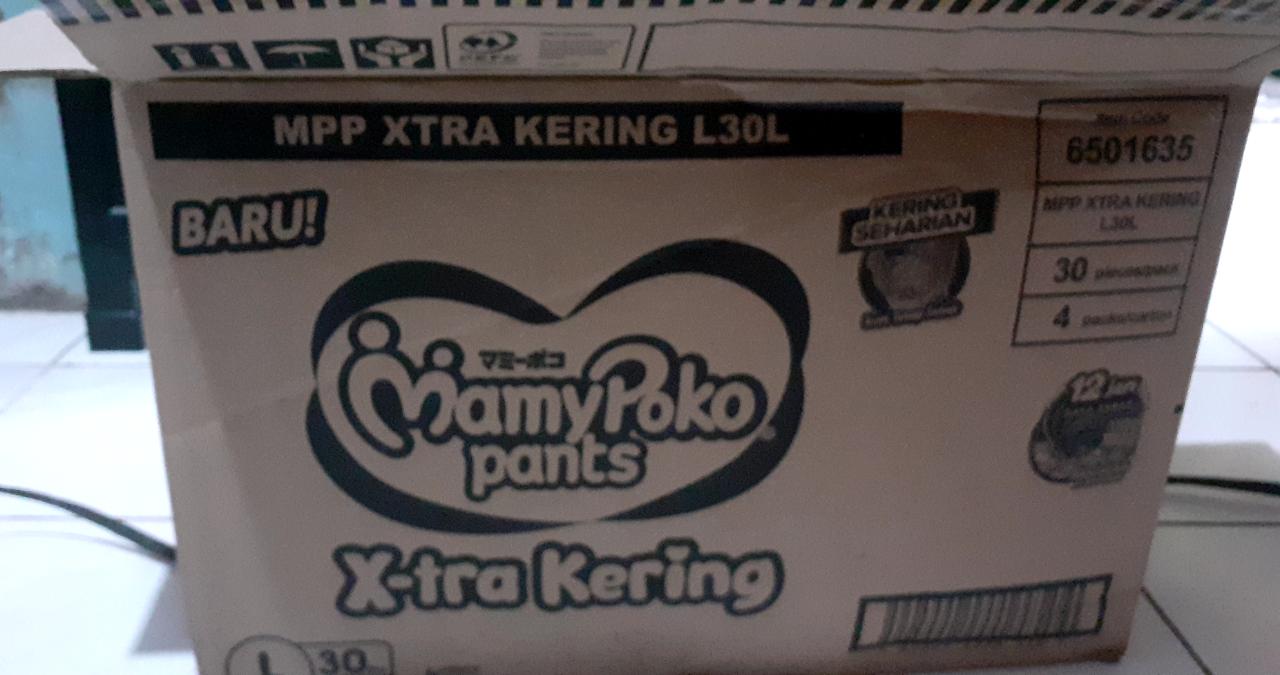 MPP XTRA KERING L30L
Item Code
6501635
MPP XTRA KERING
L30L
30 pieces/pack
4 packs/carton
BARU!
KERING
SEHARIAN
マミーポコ
MamyPoko
pants
12 Jam
X-tra Kering
L 30